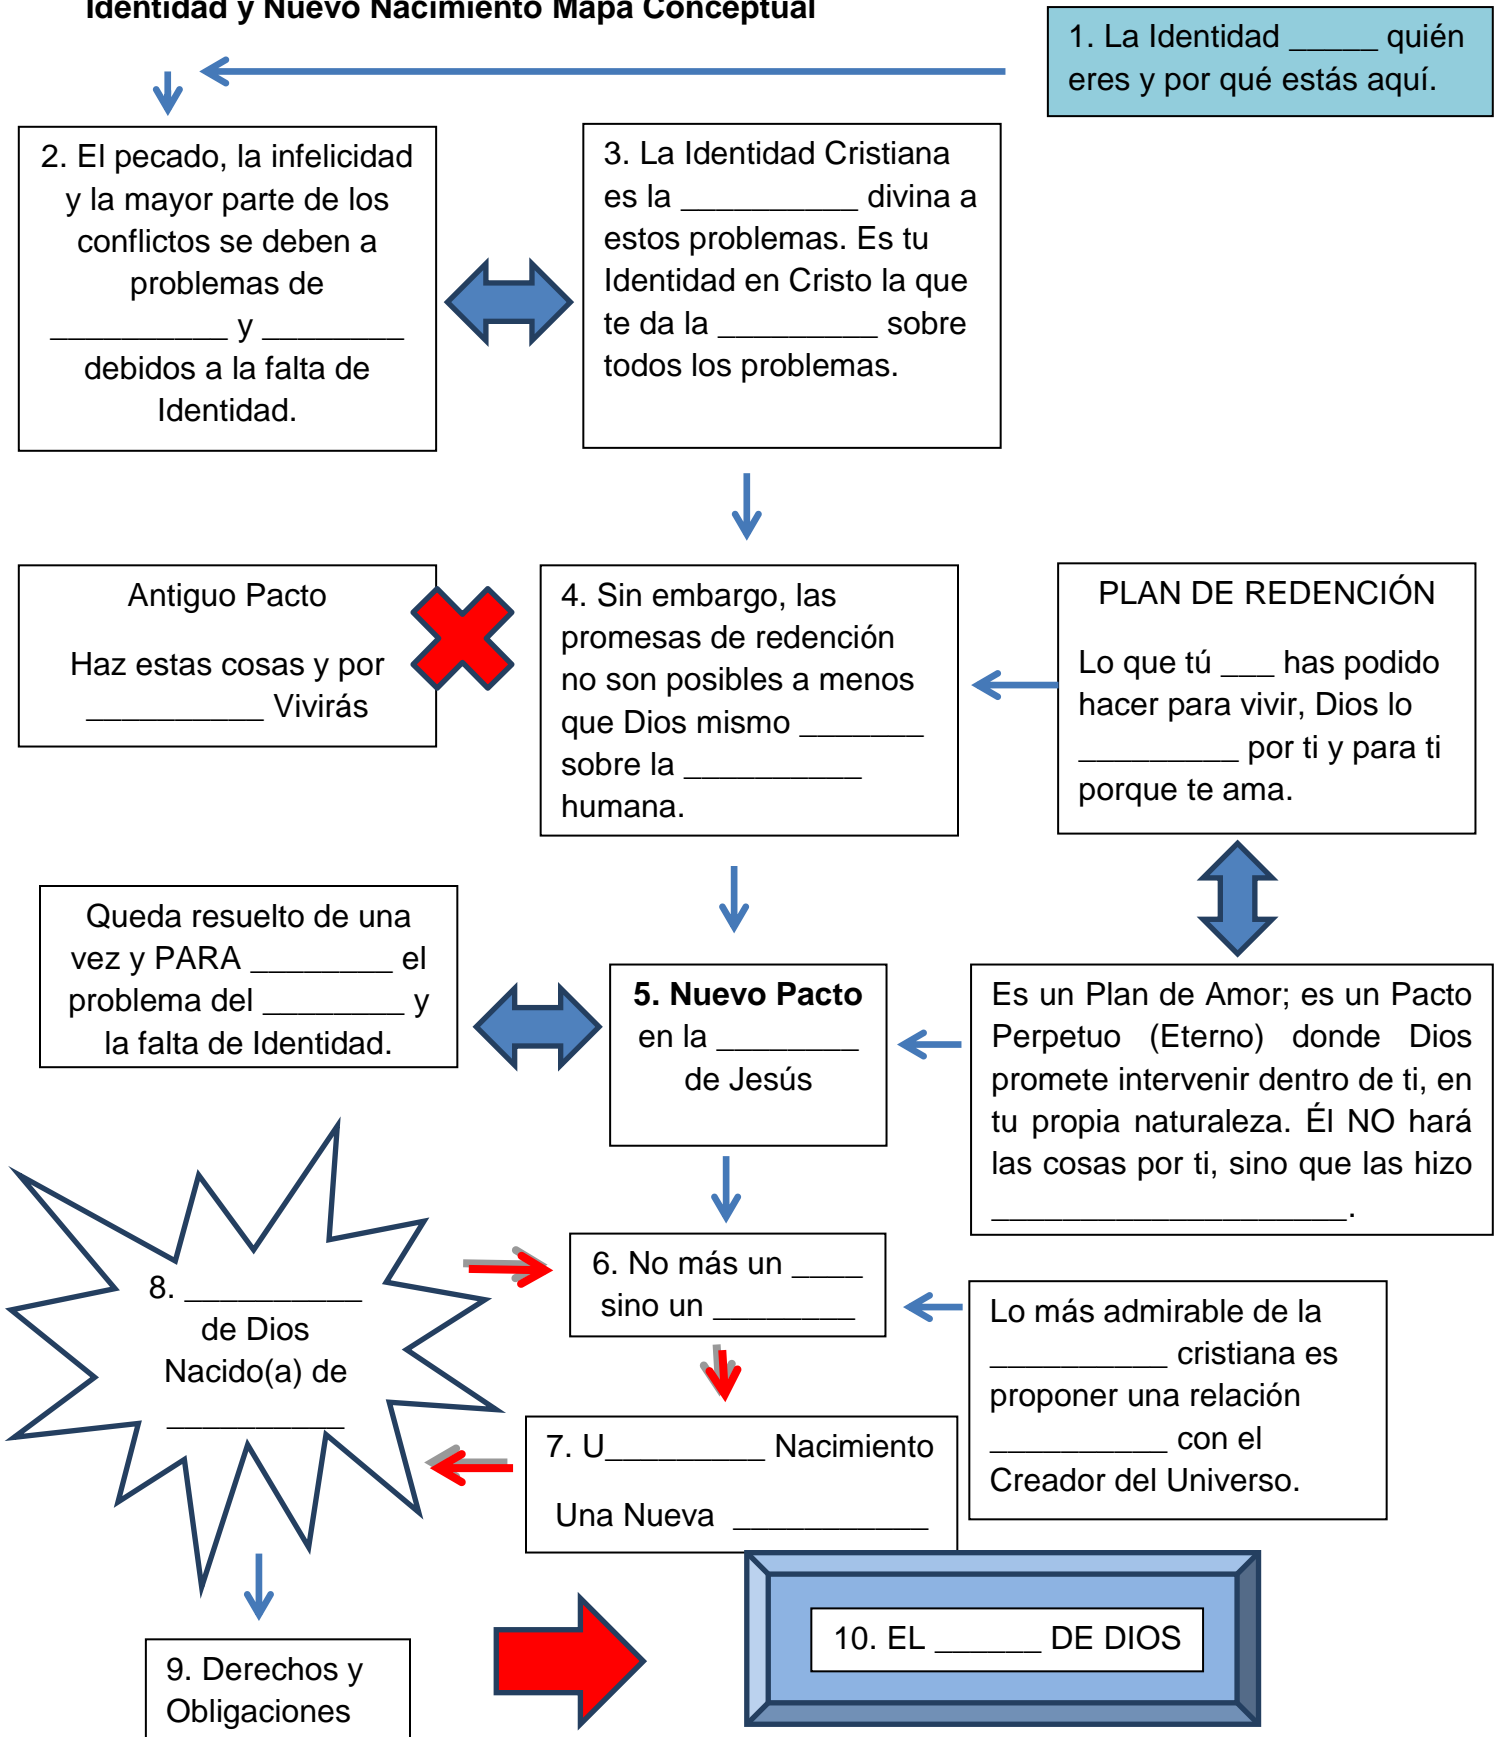 Identidad y Nuevo Nacimiento Mapa Conceptual
1. La Identidad _____ quién
eres y por qué estás aquí.
2. El pecado, la infelicidad
y la mayor parte de los
conflictos se deben a
problemas de
__________ y ________
debidos a la falta de
Identidad.
3. La Identidad Cristiana
es la __________ divina a
estos problemas. Es tu
Identidad en Cristo la que
te da la _________ sobre
todos los problemas.
Antiguo Pacto
Haz estas cosas y por
__________ Vivirás
4. Sin embargo, las
promesas de redención
no son posibles a menos
que Dios mismo _______
sobre la __________
humana.
PLAN DE REDENCIÓN
Lo que tú ___ has podido
hacer para vivir, Dios lo
_________ por ti y para ti
porque te ama.
Queda resuelto de una
vez y PARA ________ el
problema del ________ y
la falta de Identidad.
5. Nuevo Pacto
en la ________
de Jesús
Es un Plan de Amor; es un Pacto
Perpetuo (Eterno) donde Dios
promete intervenir dentro de ti, en
tu propia naturaleza. Él NO hará
las cosas por ti, sino que las hizo
____________________.
6. No más un ____
sino un ________
Lo más admirable de la
__________ cristiana es
proponer una relación
__________ con el
Creador del Universo.
7. U_________ Nacimiento
Una Nueva ___________
8. __________
de Dios
Nacido(a) de
__________
9. Derechos y
Obligaciones
10. EL ______ DE DIOS